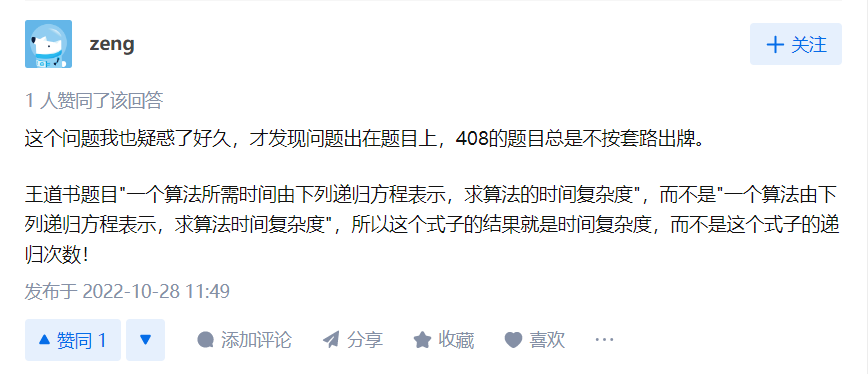 zeng
关注
1 人赞同了该回答
这个问题我也疑惑了好久，才发现问题出在题目上，408的题目总是不按套路出牌。
王道书题目"一个算法所需时间由下列递归方程表示，求算法的时间复杂度"，而不是"一个算法由下
列递归方程表示，求算法时间复杂度"，所以这个式子的结果就是时间复杂度，而不是这个式子的递
归次数！
发布于 2022-10-28 11:49
赞同 1 添加评论 分享 收藏 喜欢 ···